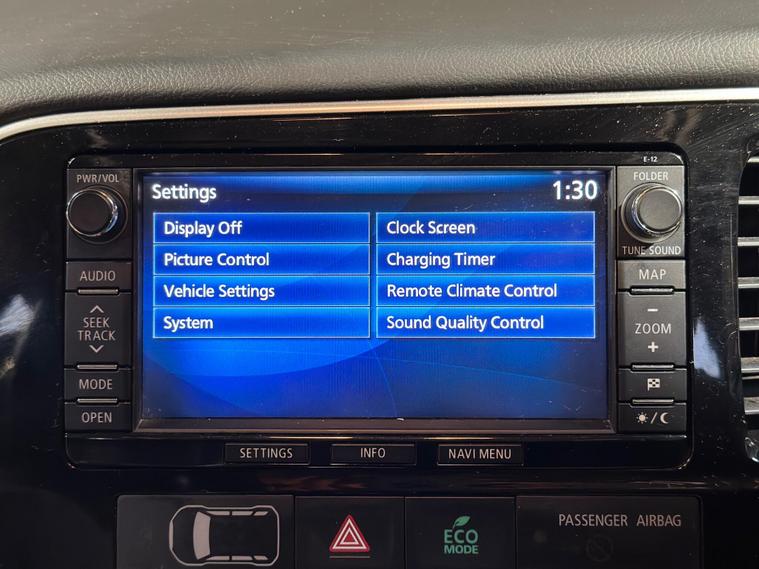 E-12
PWR/VOL
FOLDER
Settings 1:30
Display Off Clock Screen
TUNE SOUND
Picture Control Charging Timer
AUDIO MAP
Vehicle Settings Remote Climate Control
SEEK
TRACK
ZOOM
System Sound Quality Control
MODE
OPEN
SETTINGS INFO NAVI MENU
ECO
MODE
PASSENGER AIRBAG